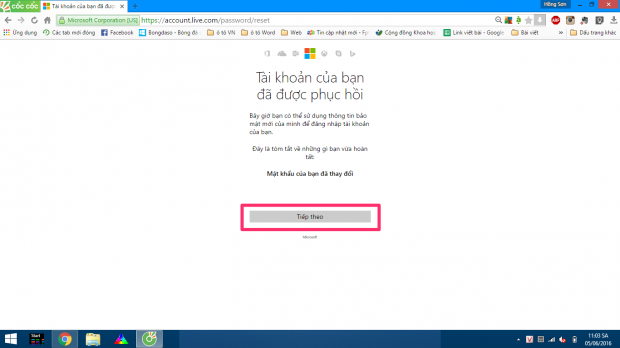 cốc cốc
Tài khoản của bạn đã đượ
Hồng Sơn
Microsoft Corporation [US]
https://account.live.com/password/reset
Ứng dụng
Các tab mới đóng
Facebook
Bongdaso - Bóng đá
ô tô VN
ô tô Word
Web
Tin cập nhật mới - Fp
Cộng đồng Khoa học
Link viết bài - Google
Bài viết
Dấu trang khác
Tài khoản của bạn
đã được phục hồi
Bây giờ bạn có thể sử dụng thông tin bảo
mật mới của mình để đăng nhập tài khoản
của bạn.
Đây là tóm tắt về những gì bạn vừa hoàn
tất:
Mật khẩu của bạn đã thay đổi
Tiếp theo
Microsoft
Start
11:03 SA
05/06/2016